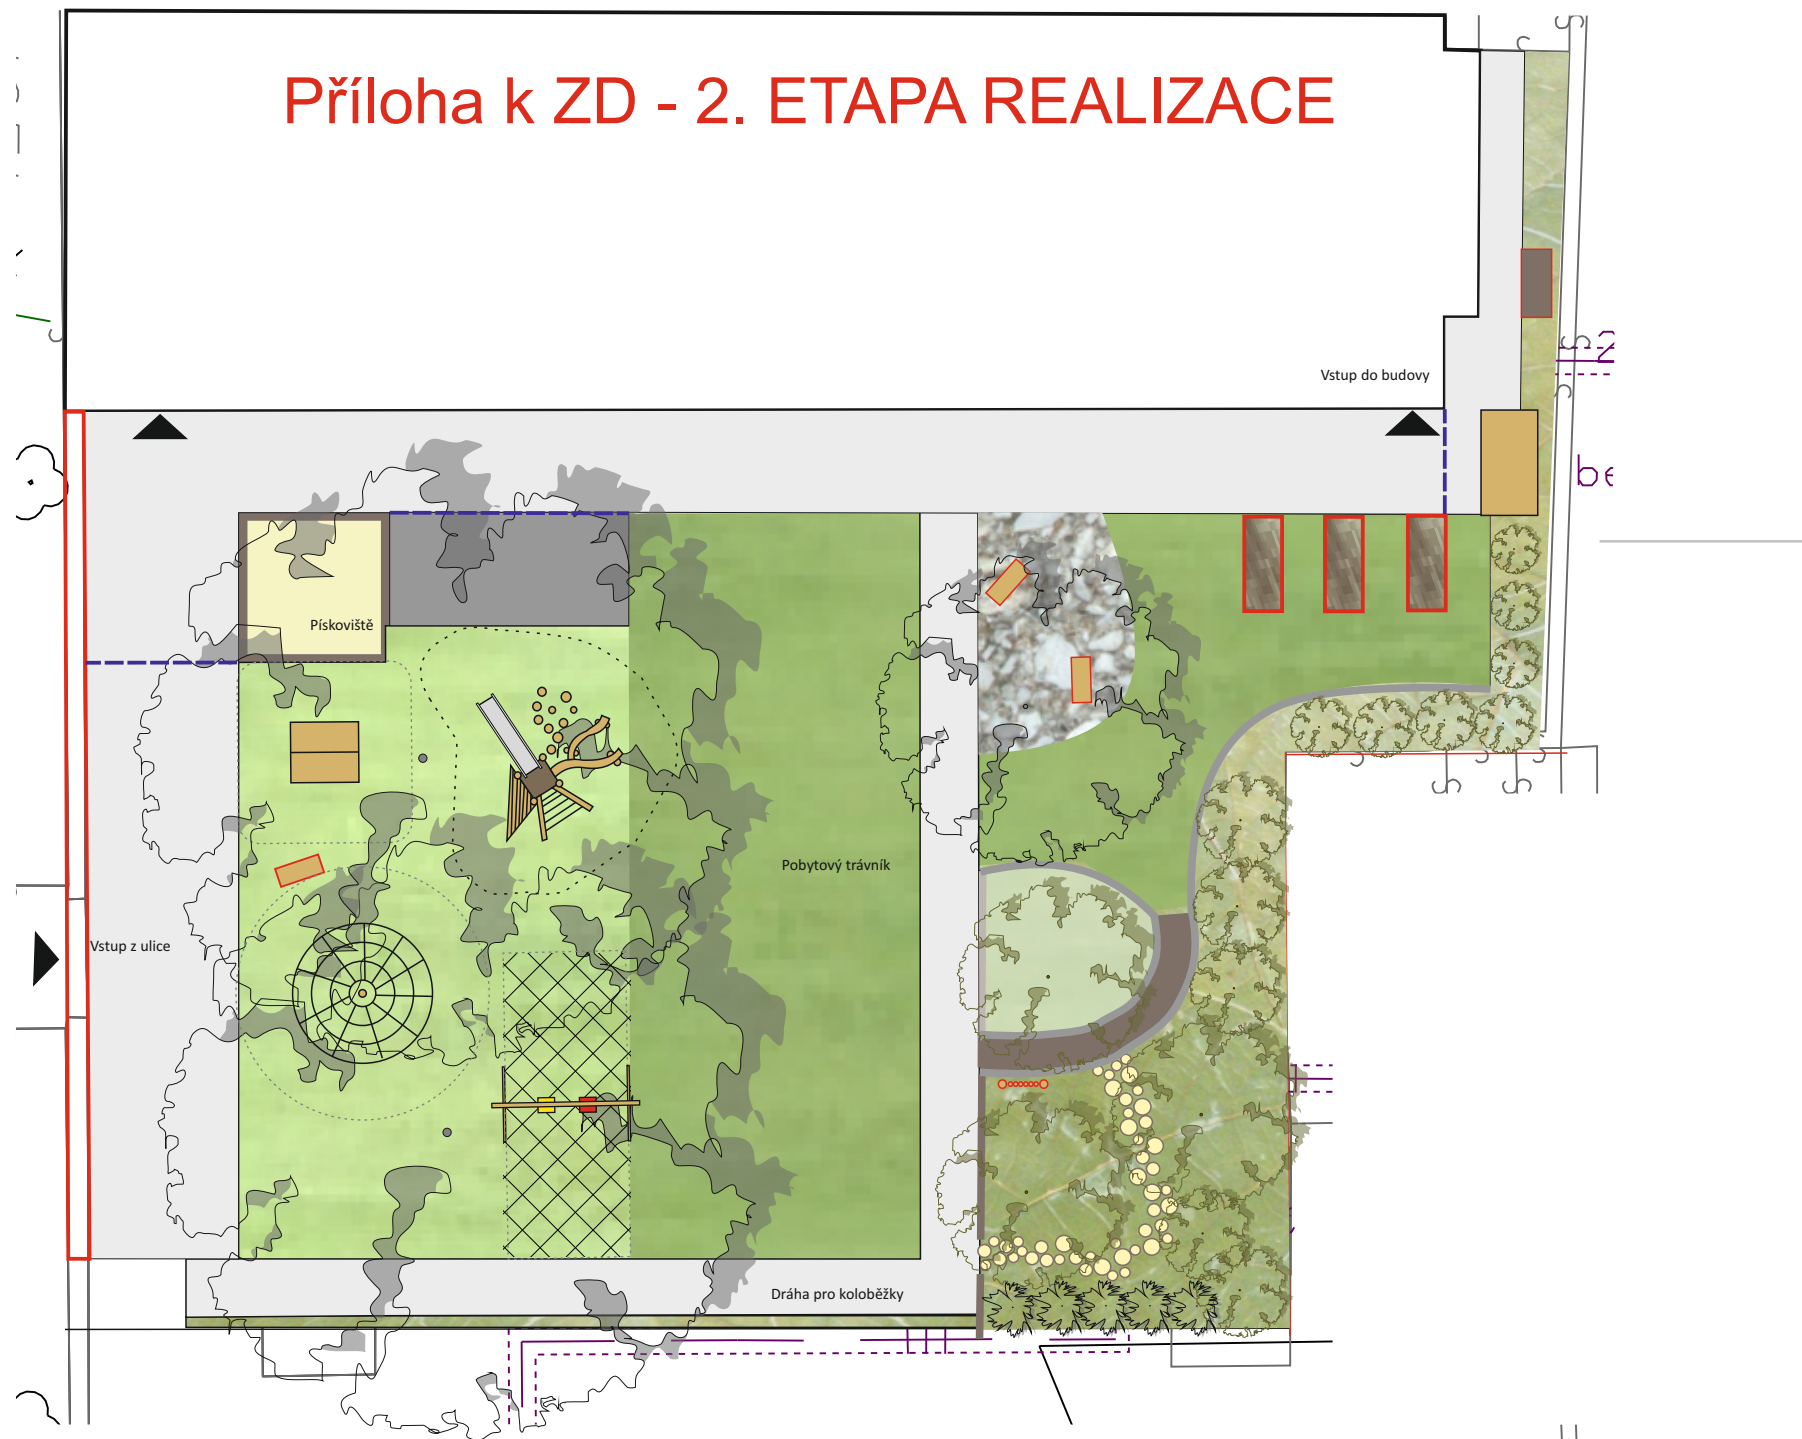 Příloha k ZD - 2. ETAPA REALIZACE
Vstup do budovy
Pískoviště
Pobytový trávník
Vstup z ulice
Dráha pro koloběžky